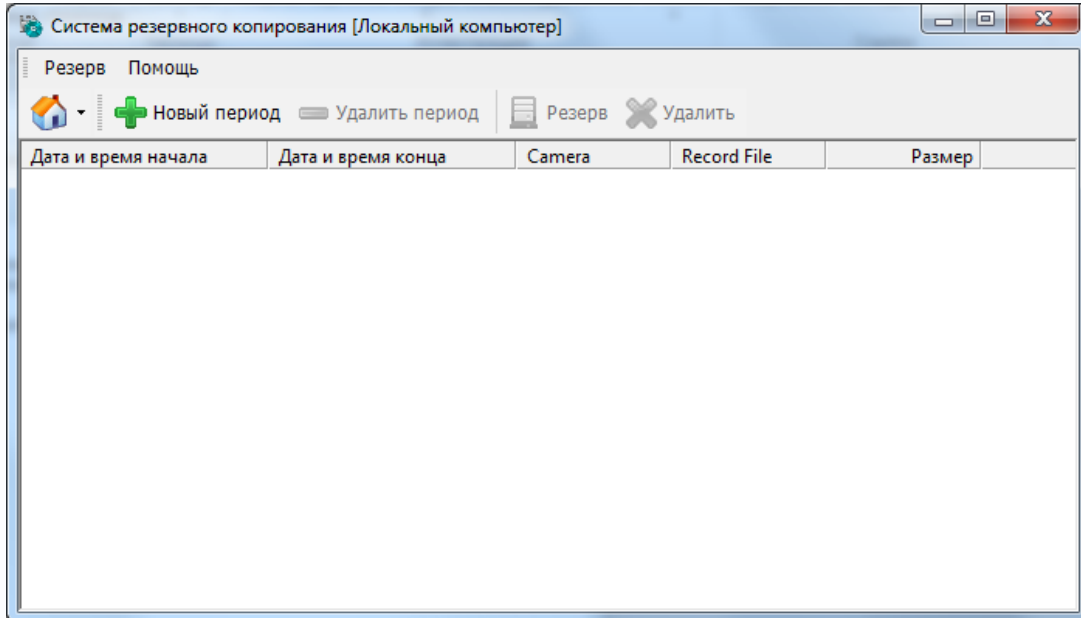 Система резервного копирования [Локальный компьютер]
Резерв Помощь
Новый период Удалить период Резерв Удалить
Дата и время начала Дата и время конца Camera Record File Размер